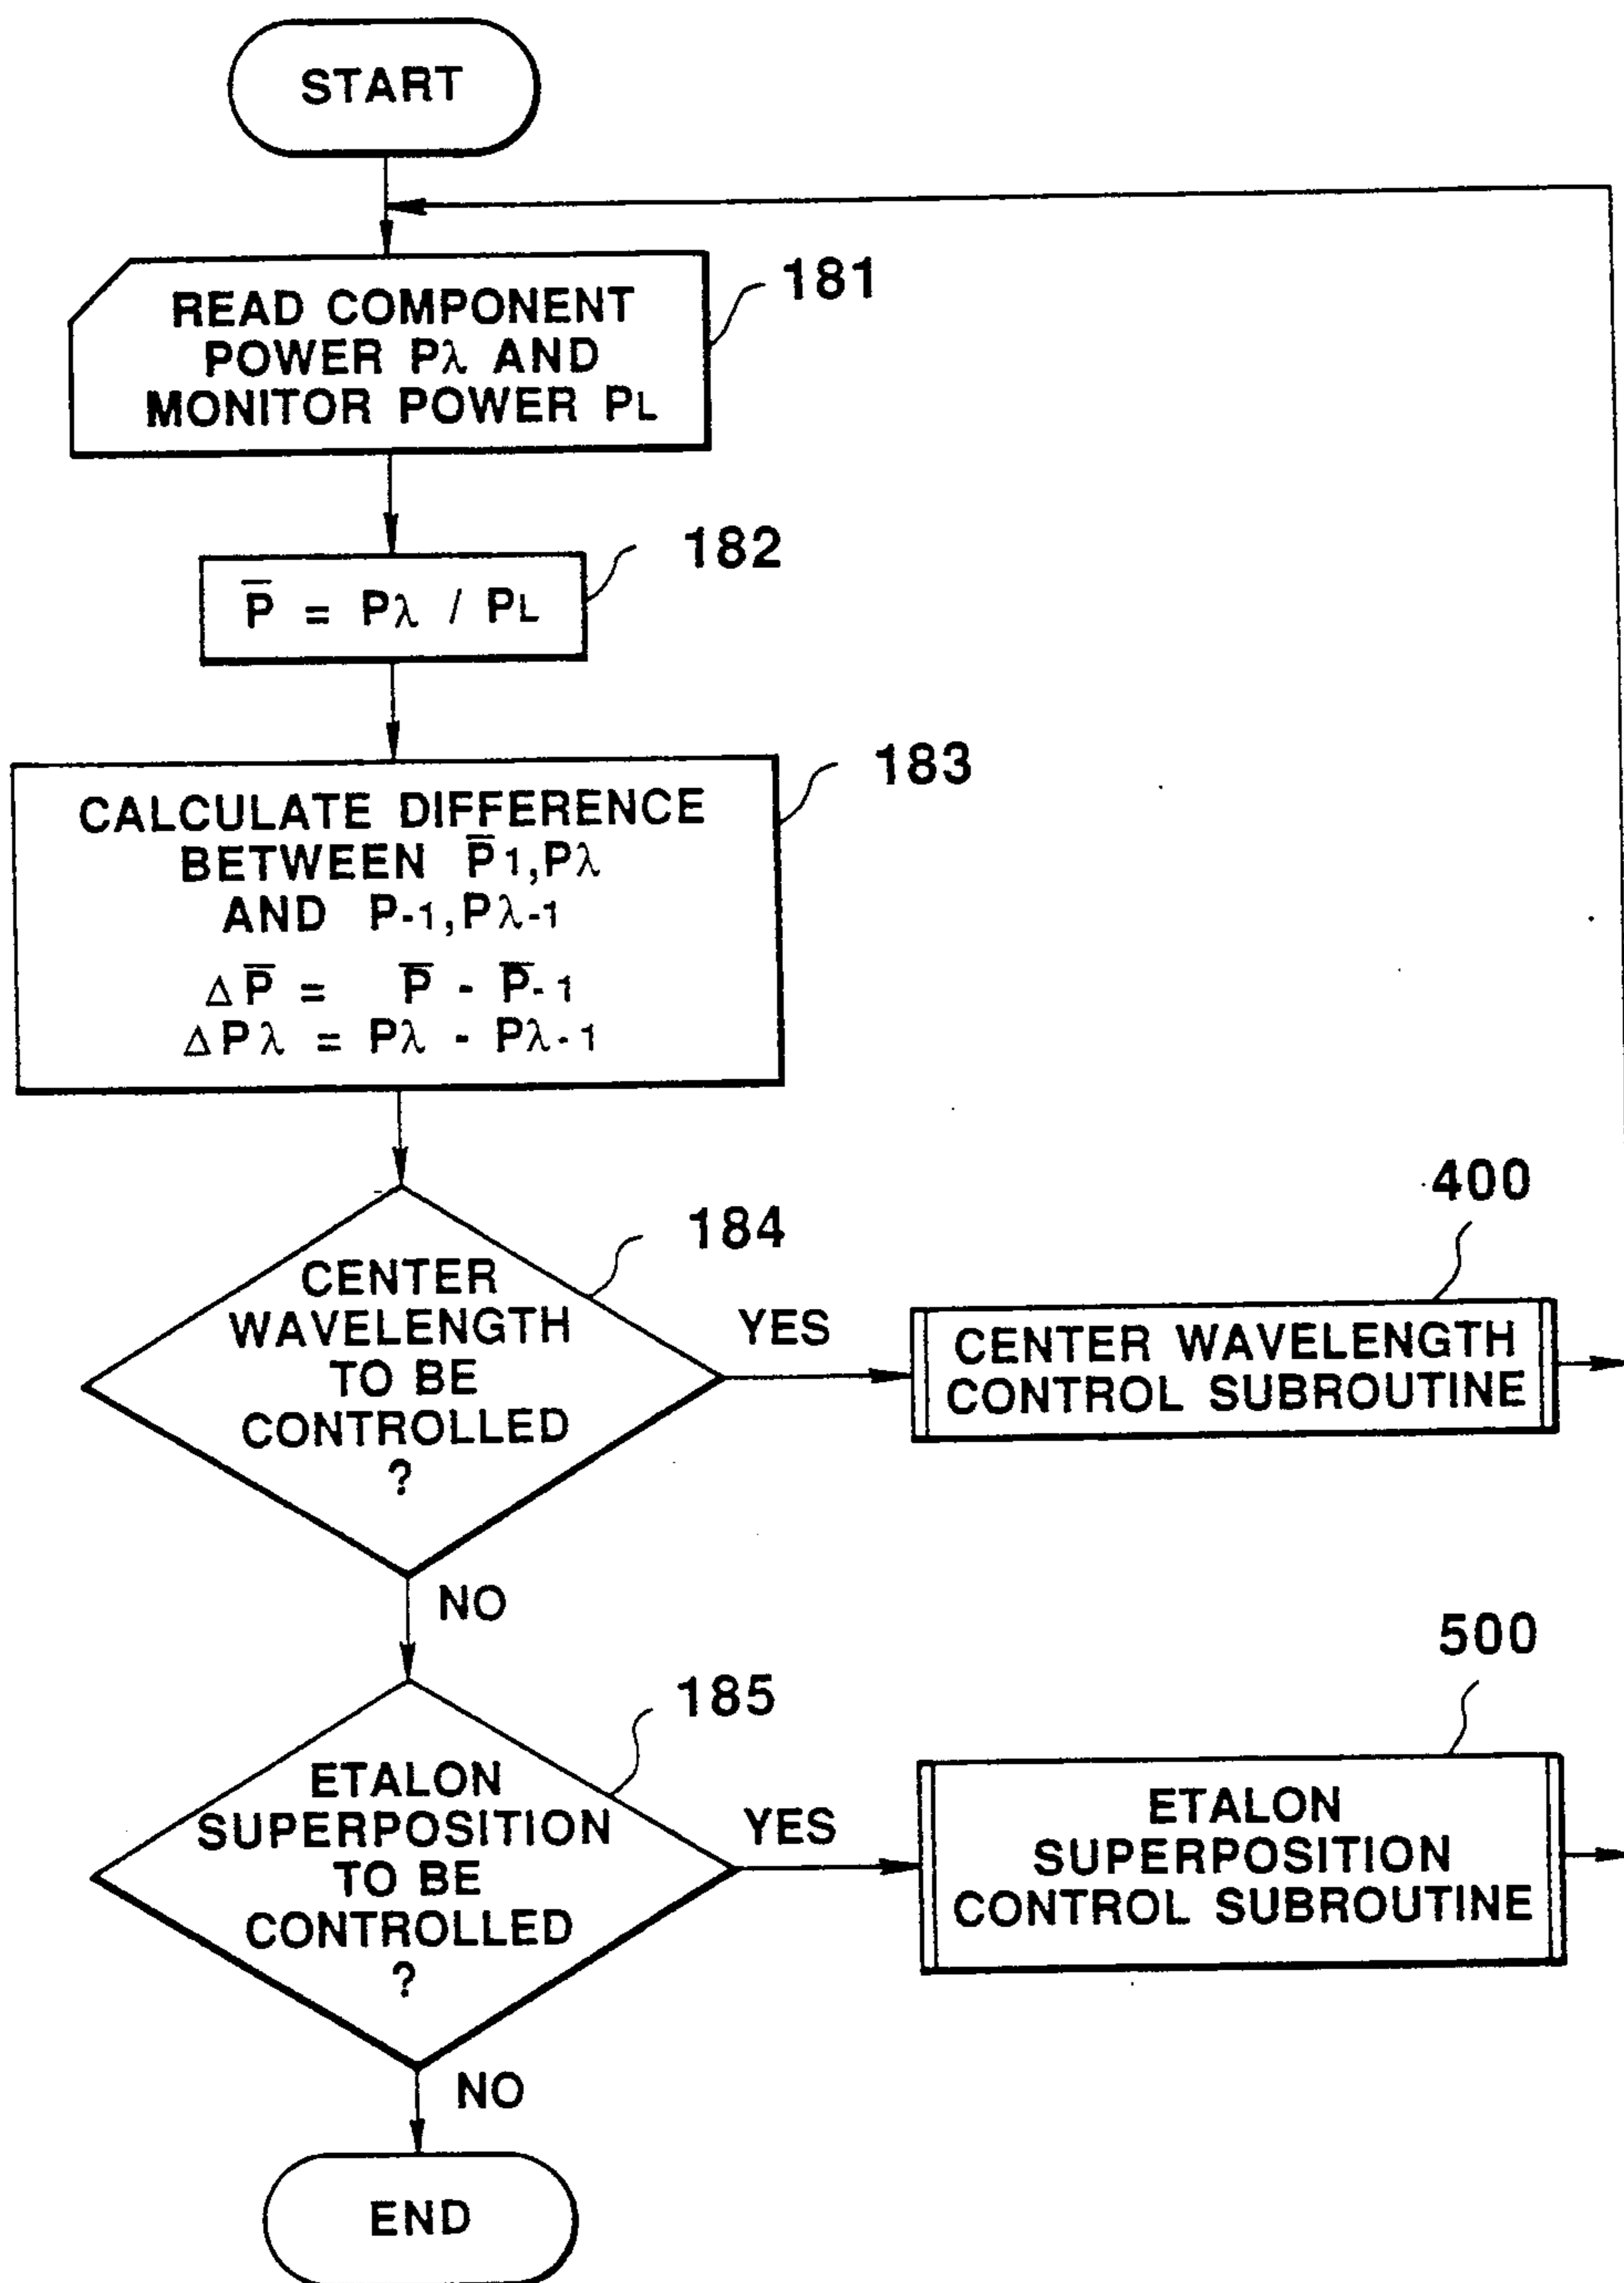 START
READ COMPONENT
POWER Pλ AND
MONITOR POWER PL
181
P̅ = Pλ / PL
182
CALCULATE DIFFERENCE
BETWEEN P̅1,Pλ
AND P-1,Pλ-1
ΔP̅ = P̅ - P̅-1
ΔPλ = Pλ - Pλ-1
183
CENTER
WAVELENGTH
TO BE
CONTROLLED
?
184
YES
CENTER WAVELENGTH
CONTROL SUBROUTINE
400
NO
ETALON
SUPERPOSITION
TO BE
CONTROLLED
?
185
YES
ETALON
SUPERPOSITION
CONTROL SUBROUTINE
500
NO
END